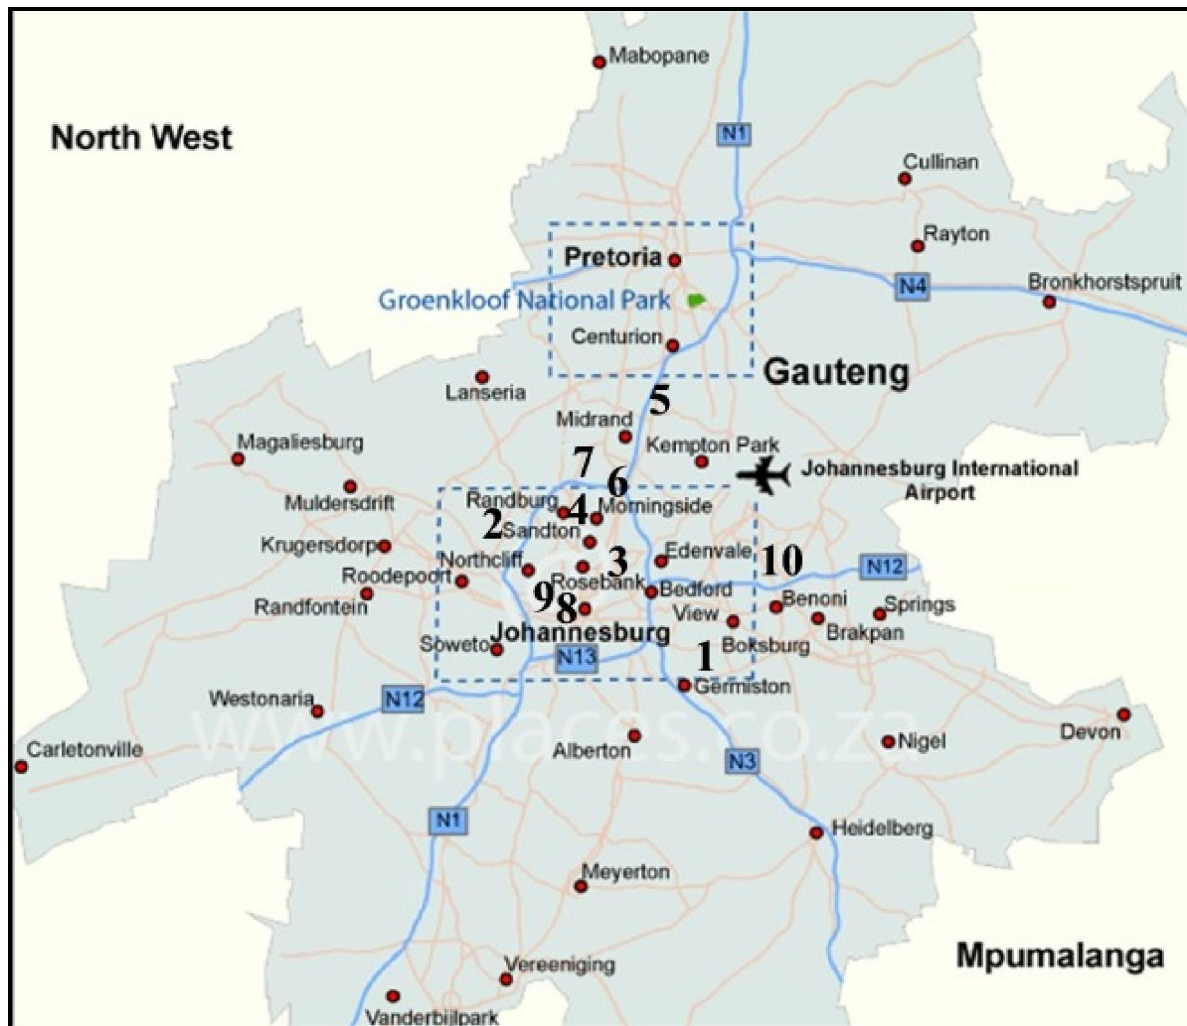 Mabopane
North West
N1
Cullinan
Rayton
Pretoria
N4
Bronkhorstspruit
Groenkloof National Park
Centurion
Gauteng
Lanseria
5
Midrand
Magaliesburg
Kempton Park
7
Johannesburg International
Airport
6
Muldersdrift
Randburg
4
Morningside
2
Sandton
Krugersdorp
Northcliff
3
Edenvale
10
N12
Roodepoort
Rosebank
Bedford
View
Randfontein
9
8
Benoni
Springs
Brakpan
Johannesburg
Boksburg
Soweto
N13
1
Germiston
Westonaria
N12
www.places.co.za
Devon
Carletonville
Alberton
Nigel
N3
N1
Heidelberg
Meyerton
Mpumalanga
Vereeniging
Vanderbijlpark